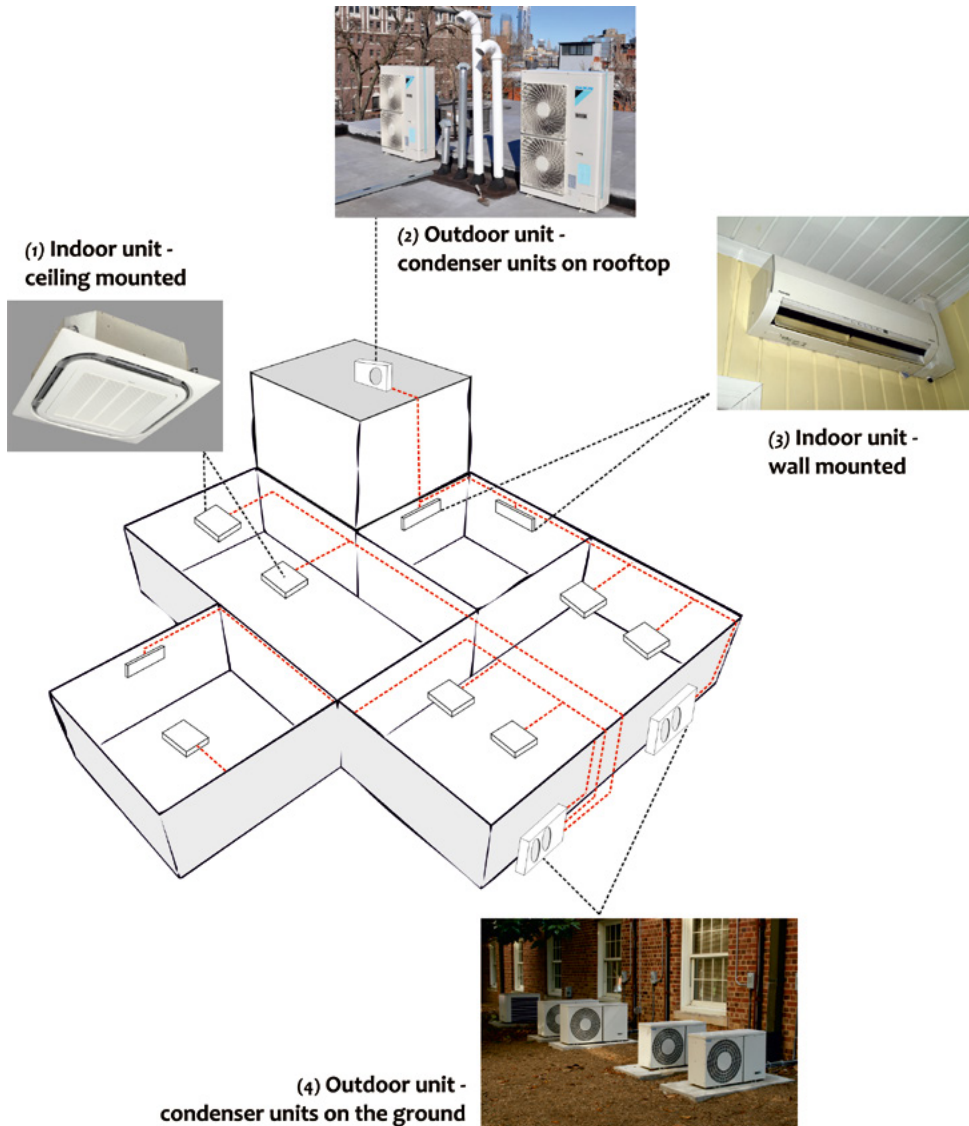 (2) Outdoor unit -
condenser units on rooftop
(1) Indoor unit -
ceiling mounted
(3) Indoor unit -
wall mounted
(4) Outdoor unit -
condenser units on the ground